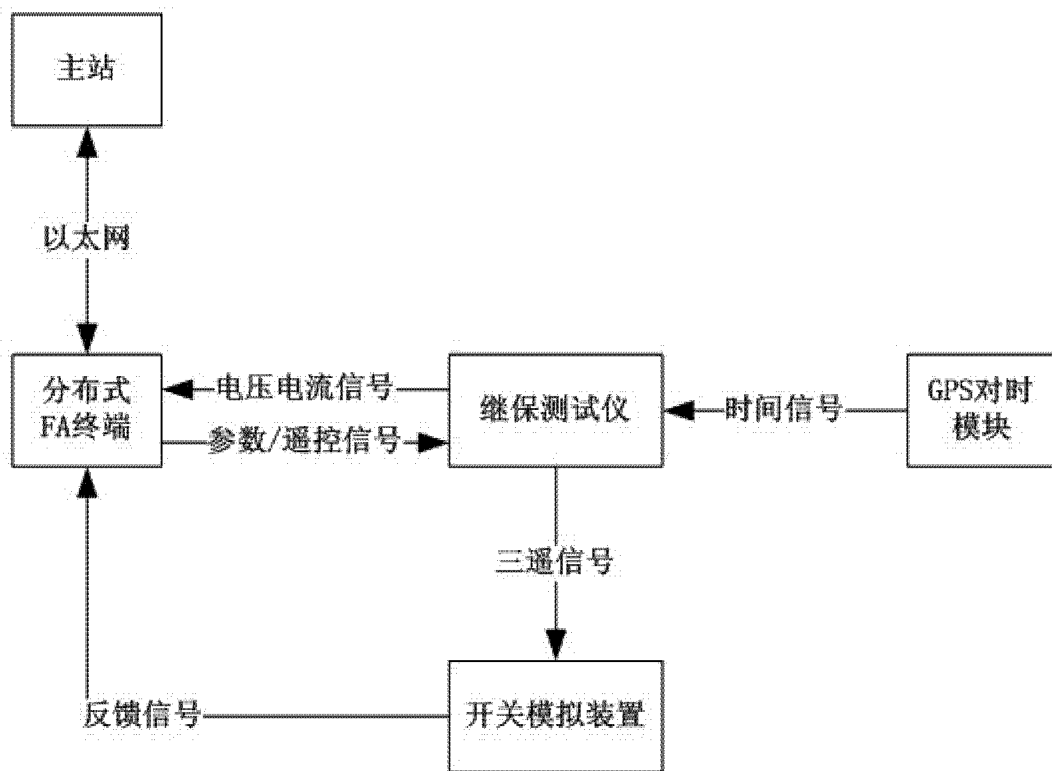 主站
以太网
分布式
FA终端
电压电流信号
参数/遥控信号
继保测试仪
时间信号
GPS对时
模块
三遥信号
反馈信号
开关模拟装置